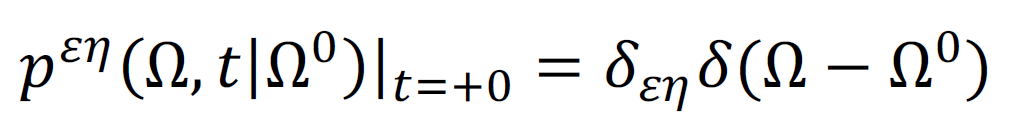 p^{εη}(Ω, t|Ω^0)|_{t=+0} = δ_{εη}δ(Ω − Ω^0)